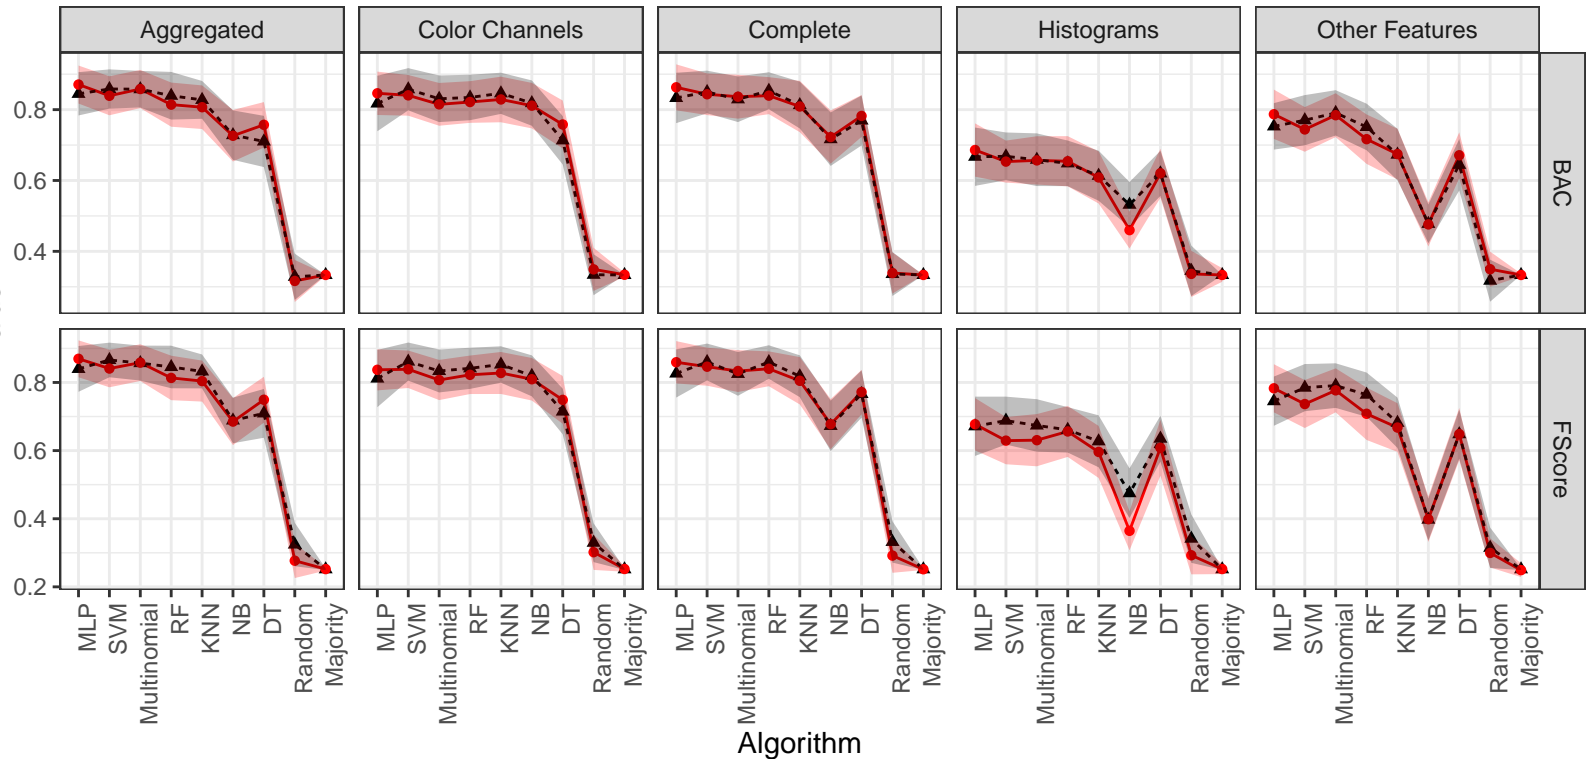 Aggregated
Color Channels
Complete
Histograms
Other Features
0.8
0.6
0.4
BAC
0.8
0.6
0.4
0.2
FScore
MLP
SVM
Multinomial
RF
KNN
NB
DT
Random
Majority
MLP
SVM
Multinomial
RF
KNN
NB
DT
Random
Majority
MLP
SVM
Multinomial
RF
KNN
NB
DT
Random
Majority
MLP
SVM
Multinomial
RF
KNN
NB
DT
Random
Majority
MLP
SVM
Multinomial
RF
KNN
NB
DT
Random
Majority
Algorithm